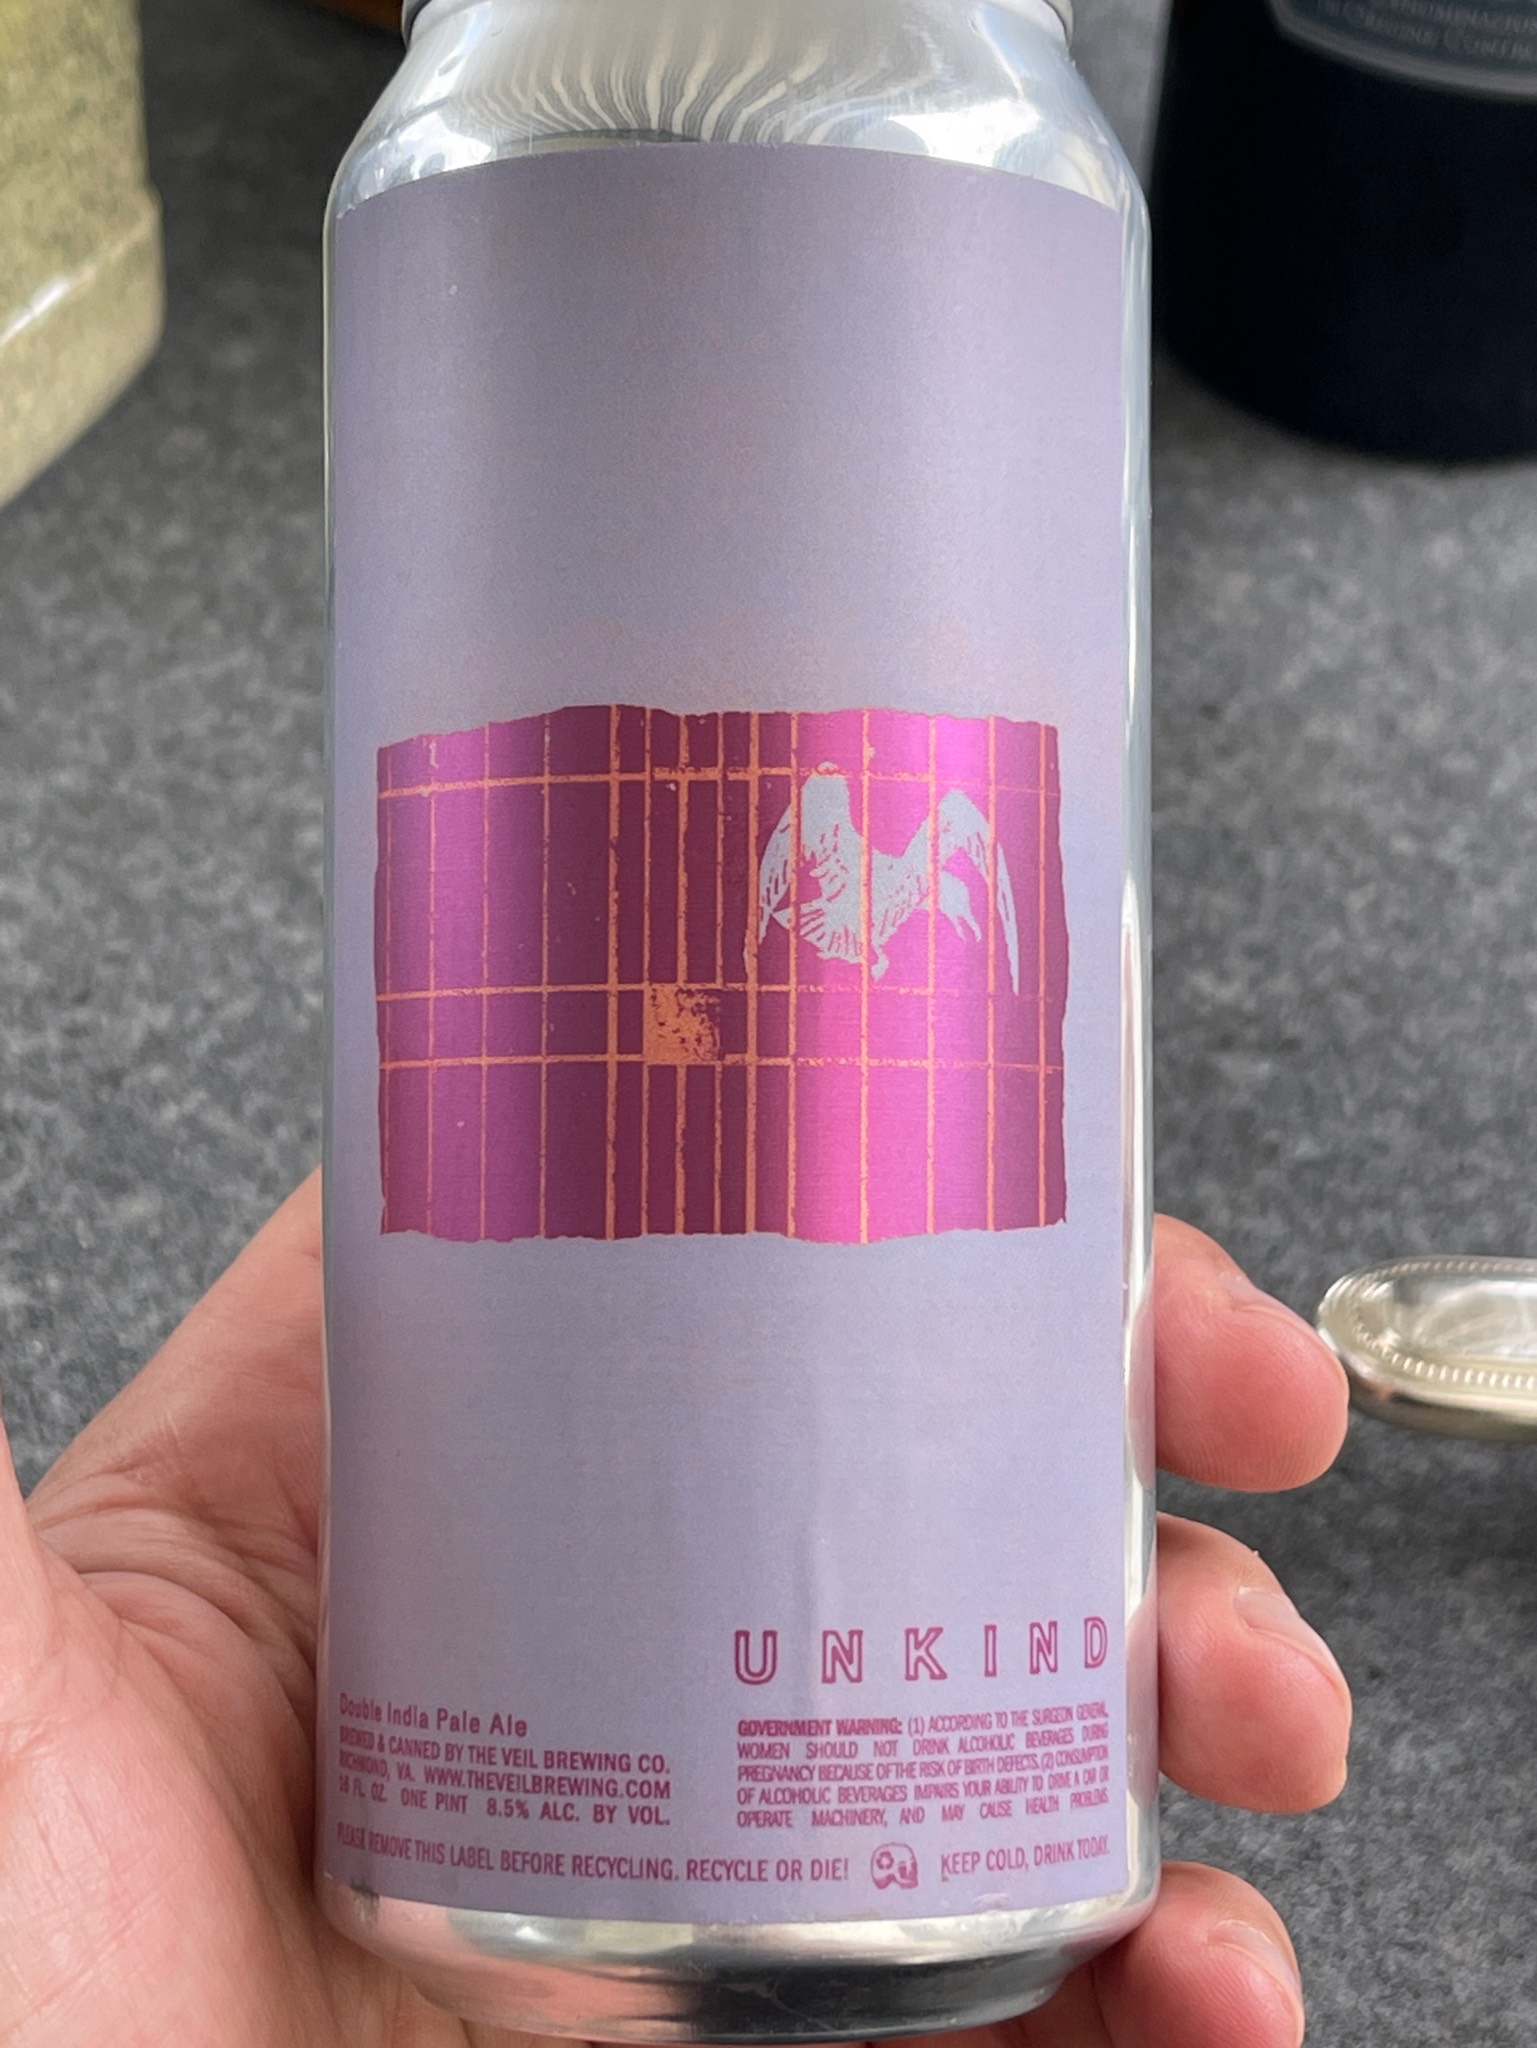 DENOMINAZIONE
DI ORIGINE CONTR
UNKIND
Double India Pale Ale
BREWED & CANNED BY THE VEIL BREWING CO.
RICHMOND, VA. WWW.THEVEILBREWING.COM
16 FL OZ. ONE PINT 8.5% ALC. BY VOL.
GOVERNMENT WARNING: (1) ACCORDING TO THE SURGEON GENERAL
WOMEN SHOULD NOT DRINK ALCOHOLIC BEVERAGES DURING
PREGNANCY BECAUSE OF THE RISK OF BIRTH DEFECTS. (2) CONSUMPTION
OF ALCOHOLIC BEVERAGES IMPAIRS YOUR ABILITY TO DRIVE A CAR OR
OPERATE MACHINERY, AND MAY CAUSE HEALTH PROBLEMS.
PLEASE REMOVE THIS LABEL BEFORE RECYCLING. RECYCLE OR DIE! KEEP COLD, DRINK TODAY.